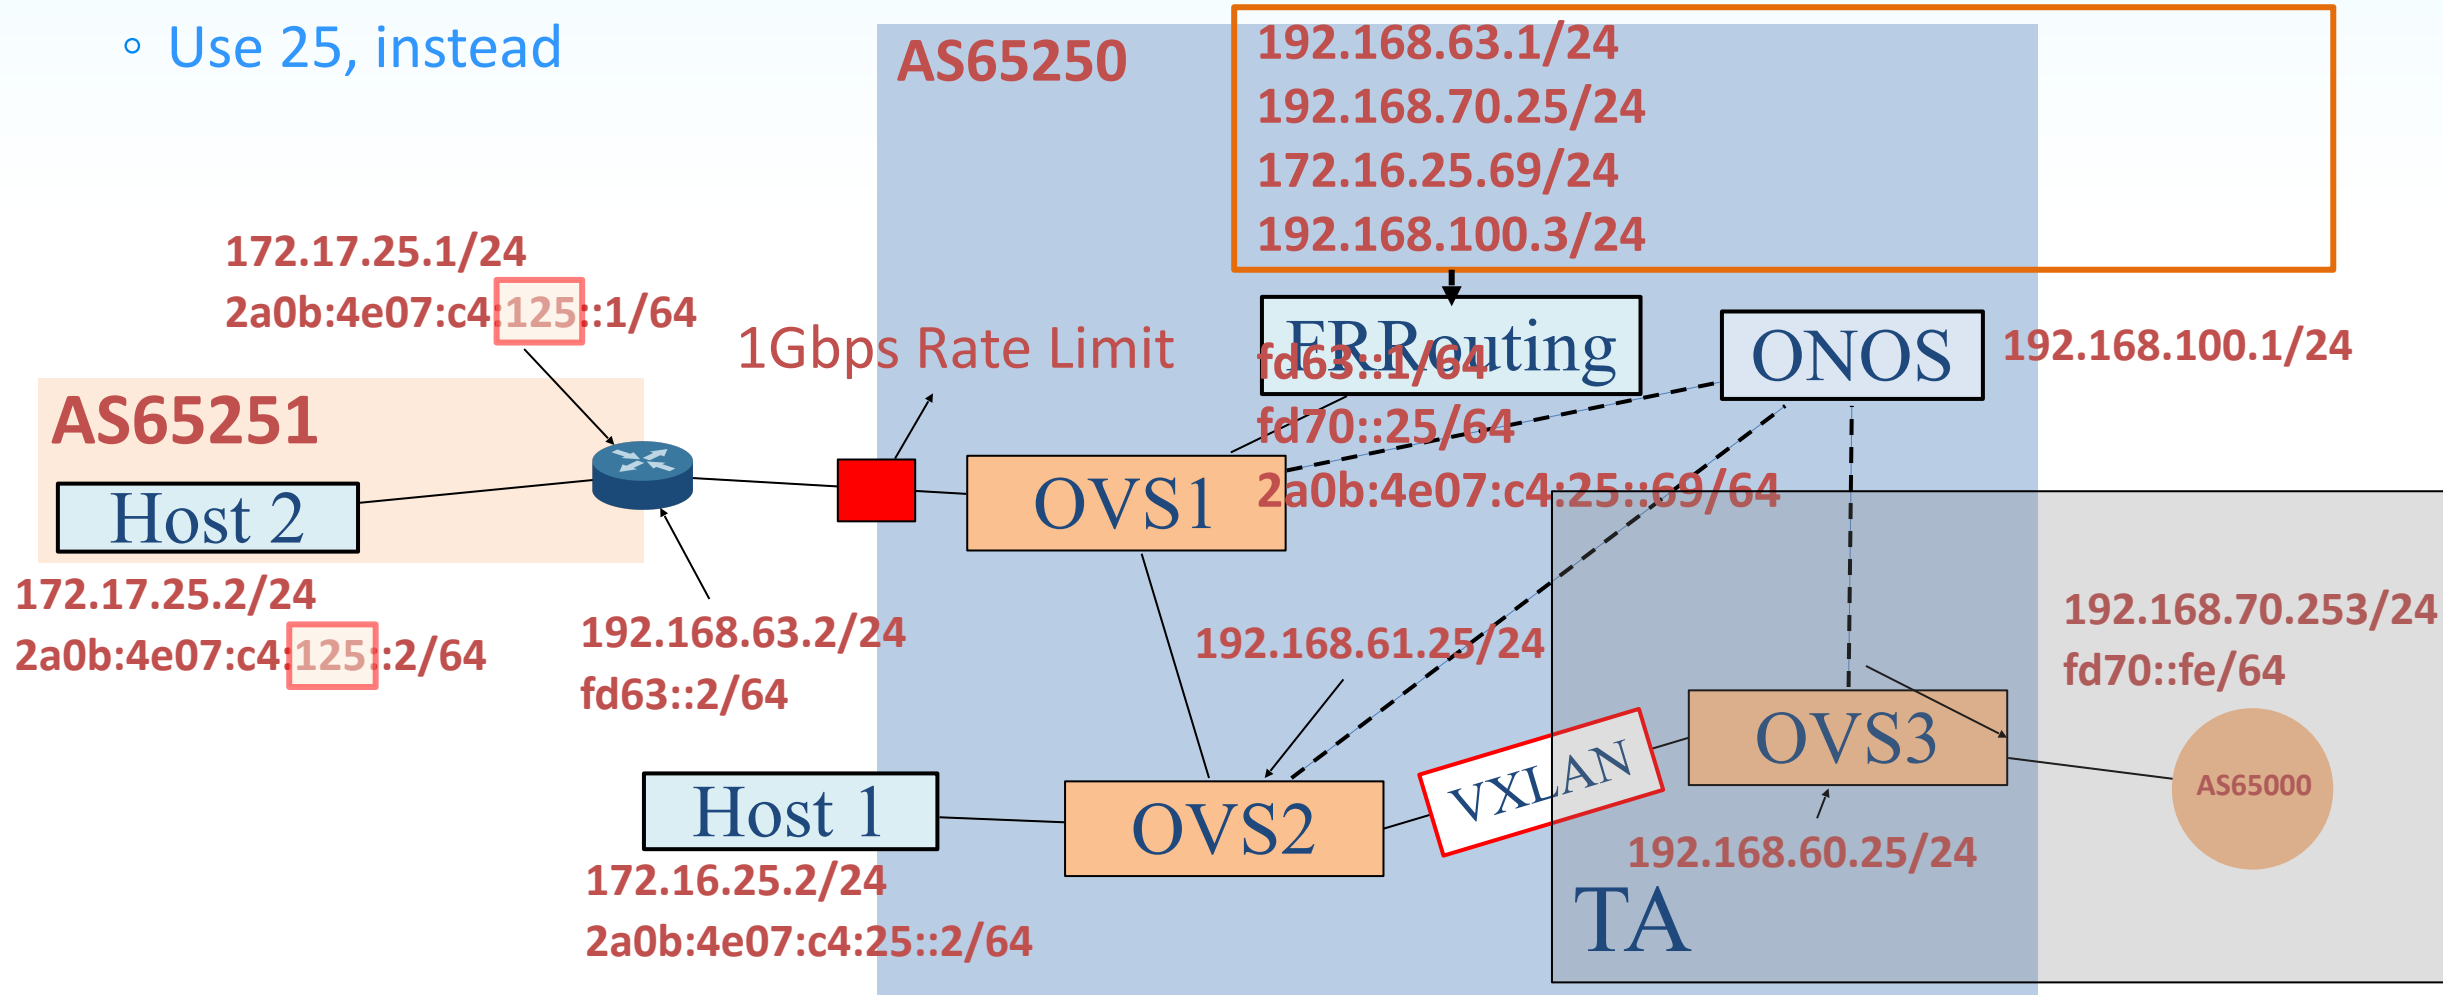 ◦ Use 25, instead
AS65250
192.168.63.1/24
192.168.70.25/24
172.16.25.69/24
192.168.100.3/24
172.17.25.1/24
2a0b:4e07:c4:125::1/64
1Gbps Rate Limit
FRRouting
fd63::1/64
fd70::25/64
2a0b:4e07:c4:25::69/64
ONOS
192.168.100.1/24
AS65251
Host 2
OVS1
172.17.25.2/24
2a0b:4e07:c4:125::2/64
192.168.63.2/24
fd63::2/64
192.168.61.25/24
192.168.70.253/24
fd70::fe/64
OVS3
VXLAN
AS65000
Host 1
OVS2
172.16.25.2/24
2a0b:4e07:c4:25::2/64
192.168.60.25/24
TA